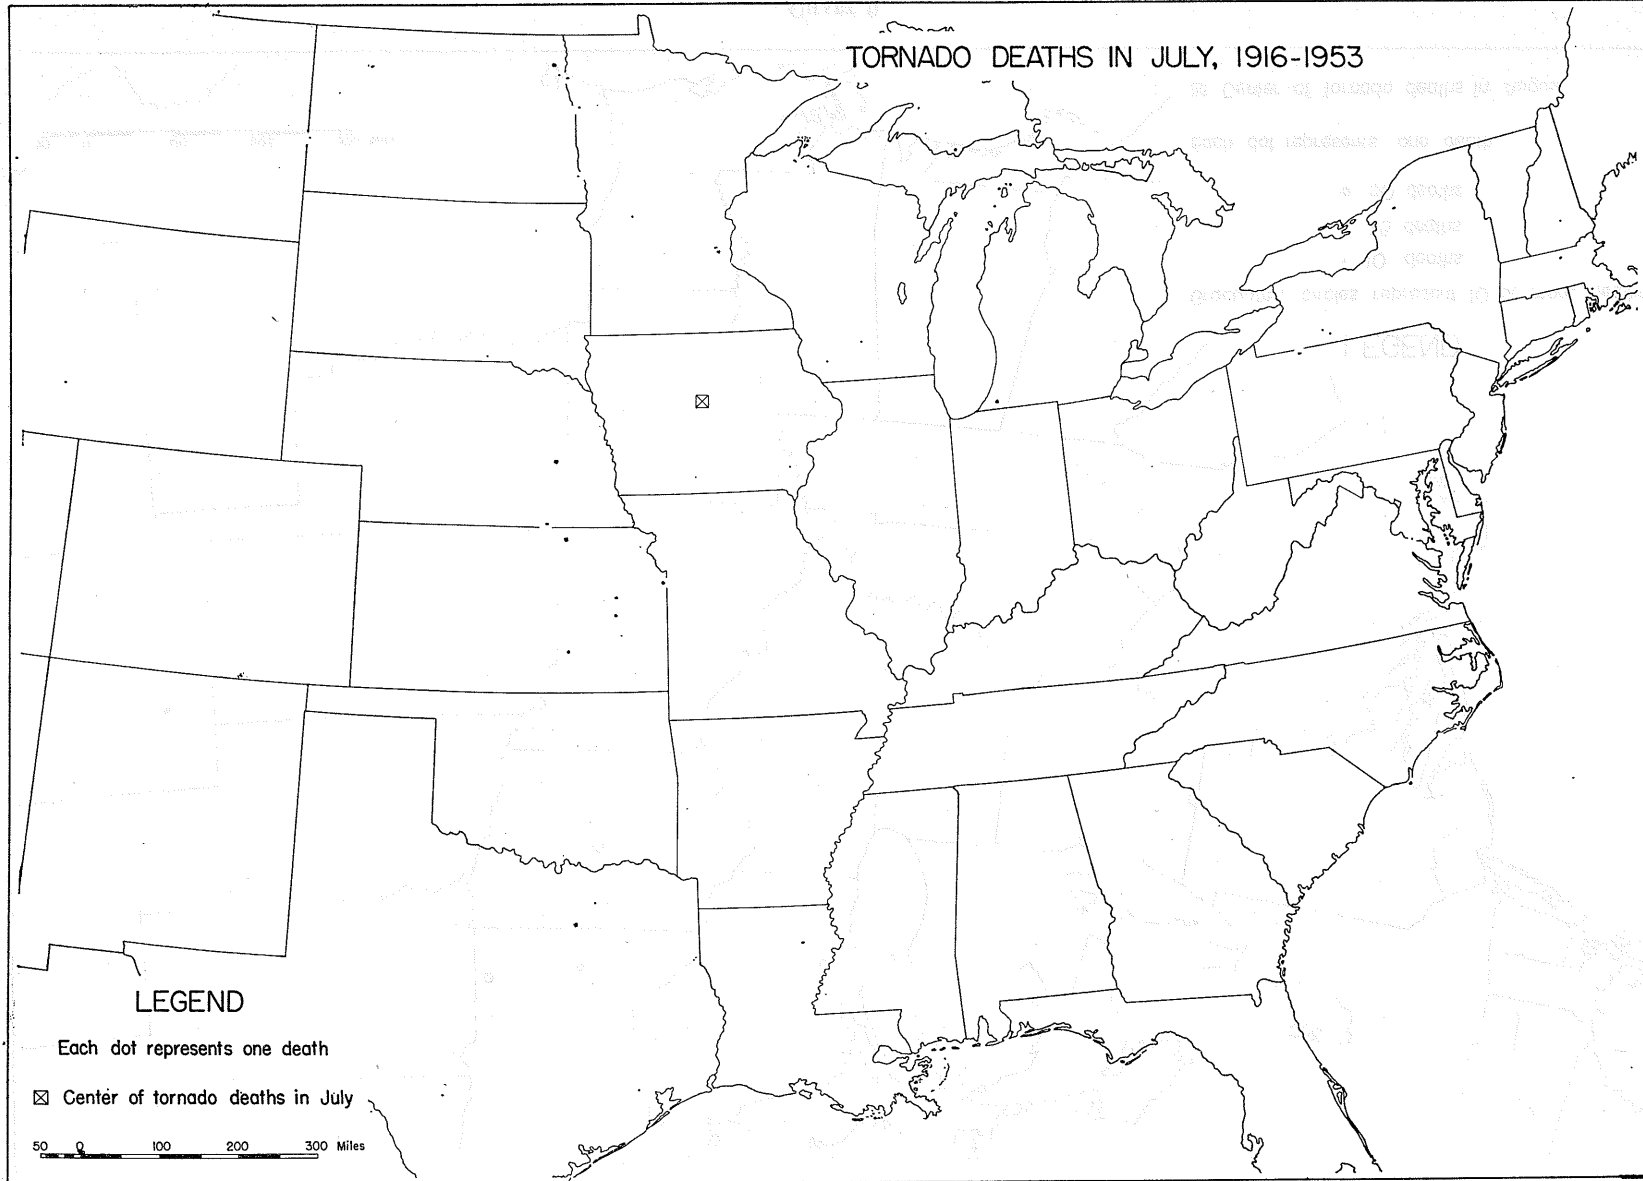 TORNADO DEATHS IN JULY, 1916-1953
LEGEND
Each dot represents one death
Center of tornado deaths in July
50 0 100 200 300 Miles